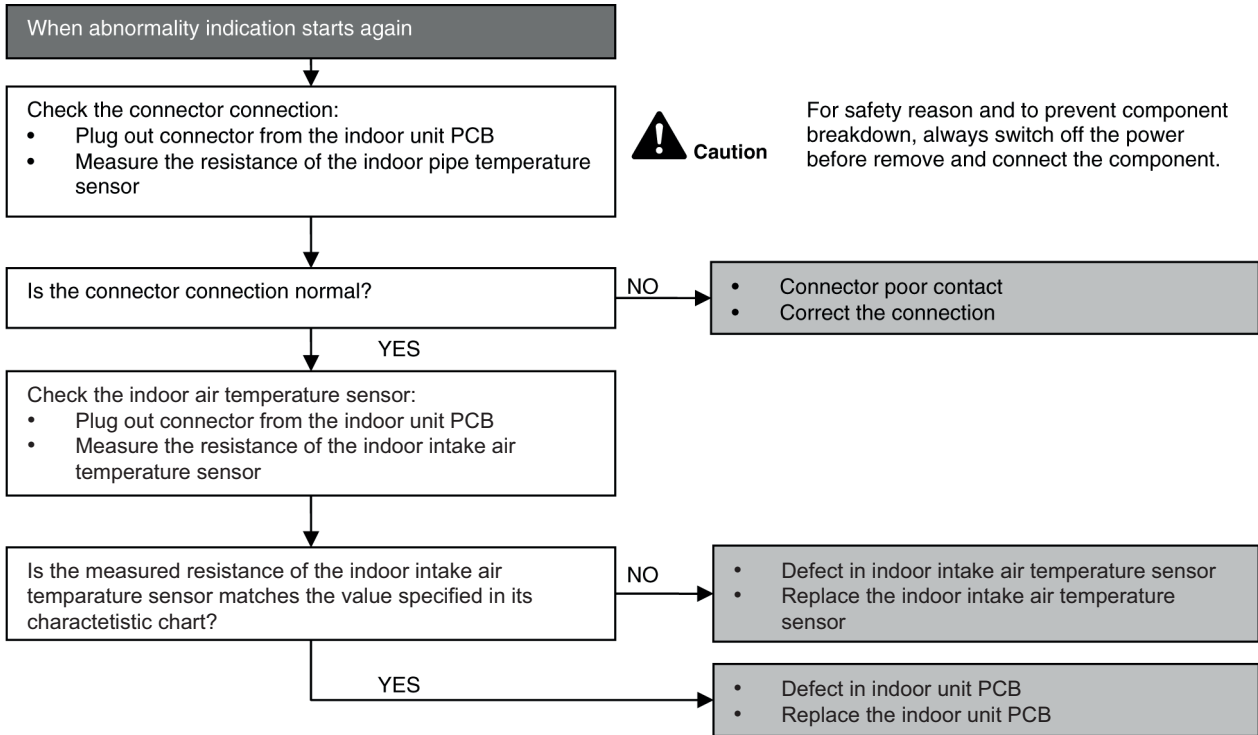 When abnormality indication starts again
Check the connector connection:
• Plug out connector from the indoor unit PCB
• Measure the resistance of the indoor pipe temperature
sensor
Caution
For safety reason and to prevent component
breakdown, always switch off the power
before remove and connect the component.
Is the connector connection normal?
NO
• Connector poor contact
• Correct the connection
YES
Check the indoor air temperature sensor:
• Plug out connector from the indoor unit PCB
• Measure the resistance of the indoor intake air
temperature sensor
Is the measured resistance of the indoor intake air
temparature sensor matches the value specified in its
charactetistic chart?
NO
• Defect in indoor intake air temperature sensor
• Replace the indoor intake air temperature
sensor
YES
• Defect in indoor unit PCB
• Replace the indoor unit PCB